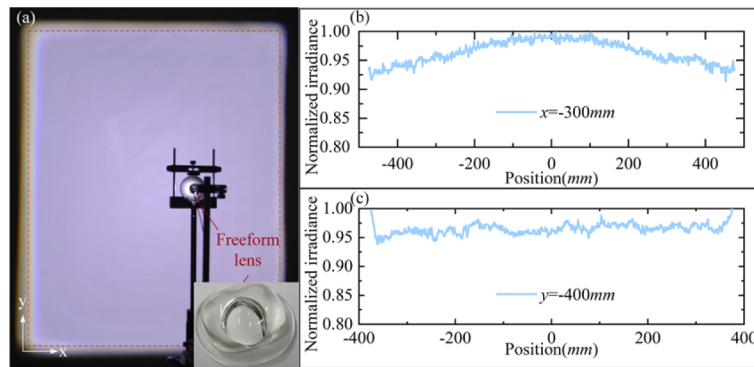 (a)
Freeform
lens
y
x
(b)
Normalized irradiance
1.00
0.95
0.90
0.85
0.80
x=-300mm
-400
-200
0
200
400
Position(mm)
(c)
Normalized irradiance
1.00
0.95
0.90
0.85
0.80
y=-400mm
-400
-200
0
200
400
Position(mm)